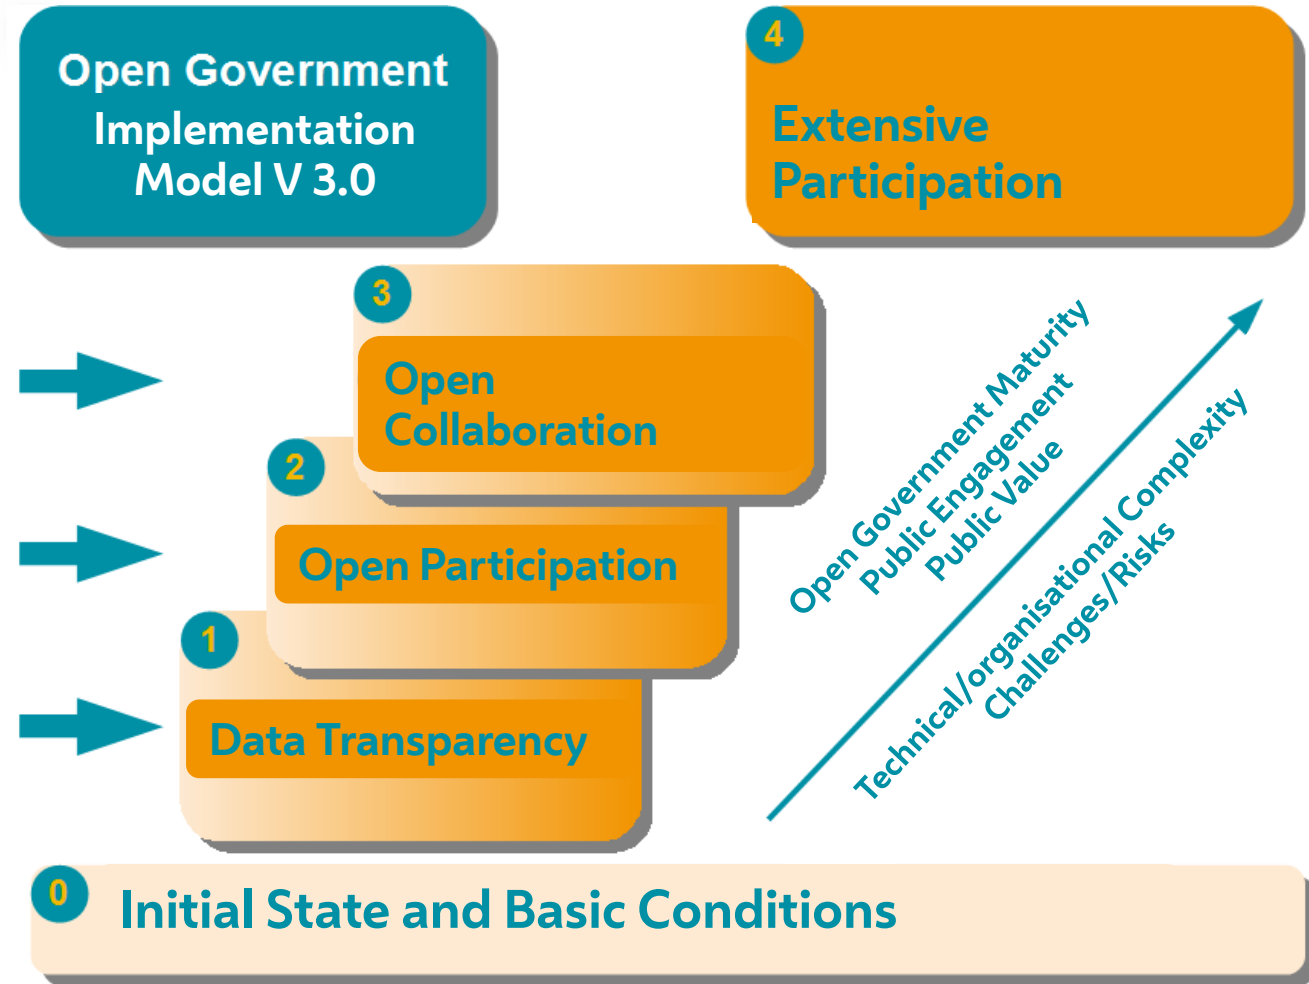 Open Government
Implementation
Model V 3.0
4
Extensive
Participation
3
Open
Collaboration
2
Open Participation
1
Data Transparency
Open Government Maturity
Public Engagement
Public Value
Technical/organisational Complexity
Challenges/Risks
0
Initial State and Basic Conditions